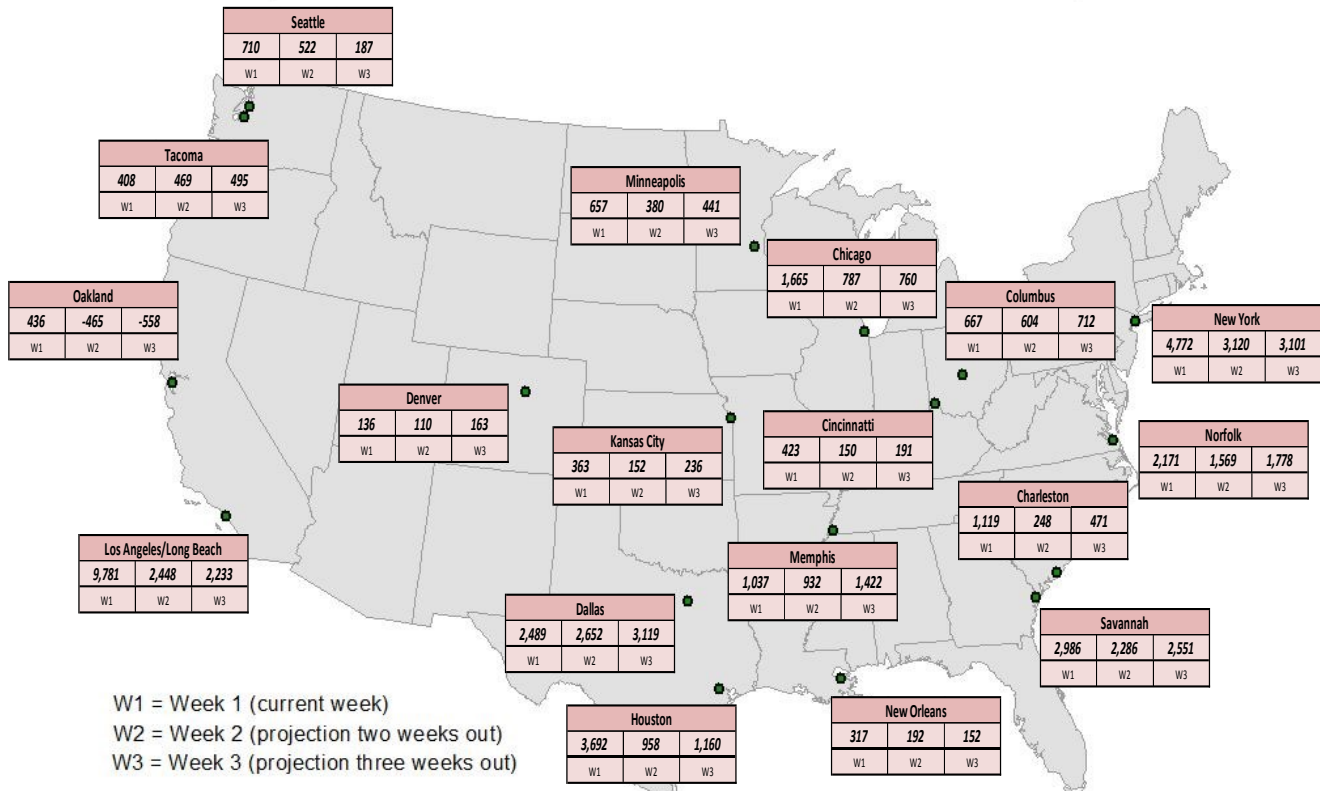 Seattle
710 522 187
W1 W2 W3
Tacoma
408 469 495
W1 W2 W3
Minneapolis
657 380 441
W1 W2 W3
Chicago
1,665 787 760
W1 W2 W3
Oakland
436 -465 -558
W1 W2 W3
Columbus
667 604 712
W1 W2 W3
New York
4,772 3,120 3,101
W1 W2 W3
Denver
136 110 163
W1 W2 W3
Kansas City
363 152 236
W1 W2 W3
Cincinnatti
423 150 191
W1 W2 W3
Norfolk
2,171 1,569 1,778
W1 W2 W3
Charleston
1,119 248 471
W1 W2 W3
Los Angeles/Long Beach
9,781 2,448 2,233
W1 W2 W3
Memphis
1,037 932 1,422
W1 W2 W3
Dallas
2,489 2,652 3,119
W1 W2 W3
Savannah
2,986 2,286 2,551
W1 W2 W3
Houston
3,692 958 1,160
W1 W2 W3
New Orleans
317 192 152
W1 W2 W3
W1 = Week 1 (current week)
W2 = Week 2 (projection two weeks out)
W3 = Week 3 (projection three weeks out)